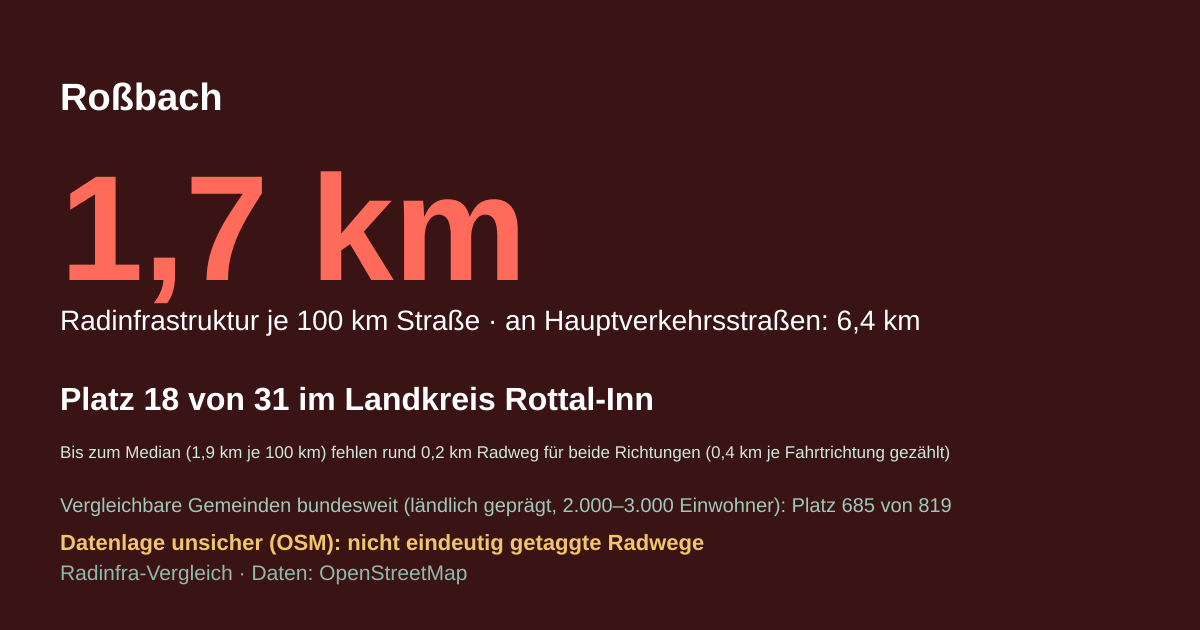 Roßbach
1,7 km
Radinfrastruktur je 100 km Straße · an Hauptverkehrsstraßen: 6,4 km
Platz 18 von 31 im Landkreis Rottal-Inn
Bis zum Median (1,9 km je 100 km) fehlen rund 0,2 km Radweg für beide Richtungen (0,4 km je Fahrtrichtung gezählt)
Vergleichbare Gemeinden bundesweit (ländlich geprägt, 2.000–3.000 Einwohner): Platz 685 von 819
Datenlage unsicher (OSM): nicht eindeutig getaggte Radwege
Radinfra-Vergleich · Daten: OpenStreetMap